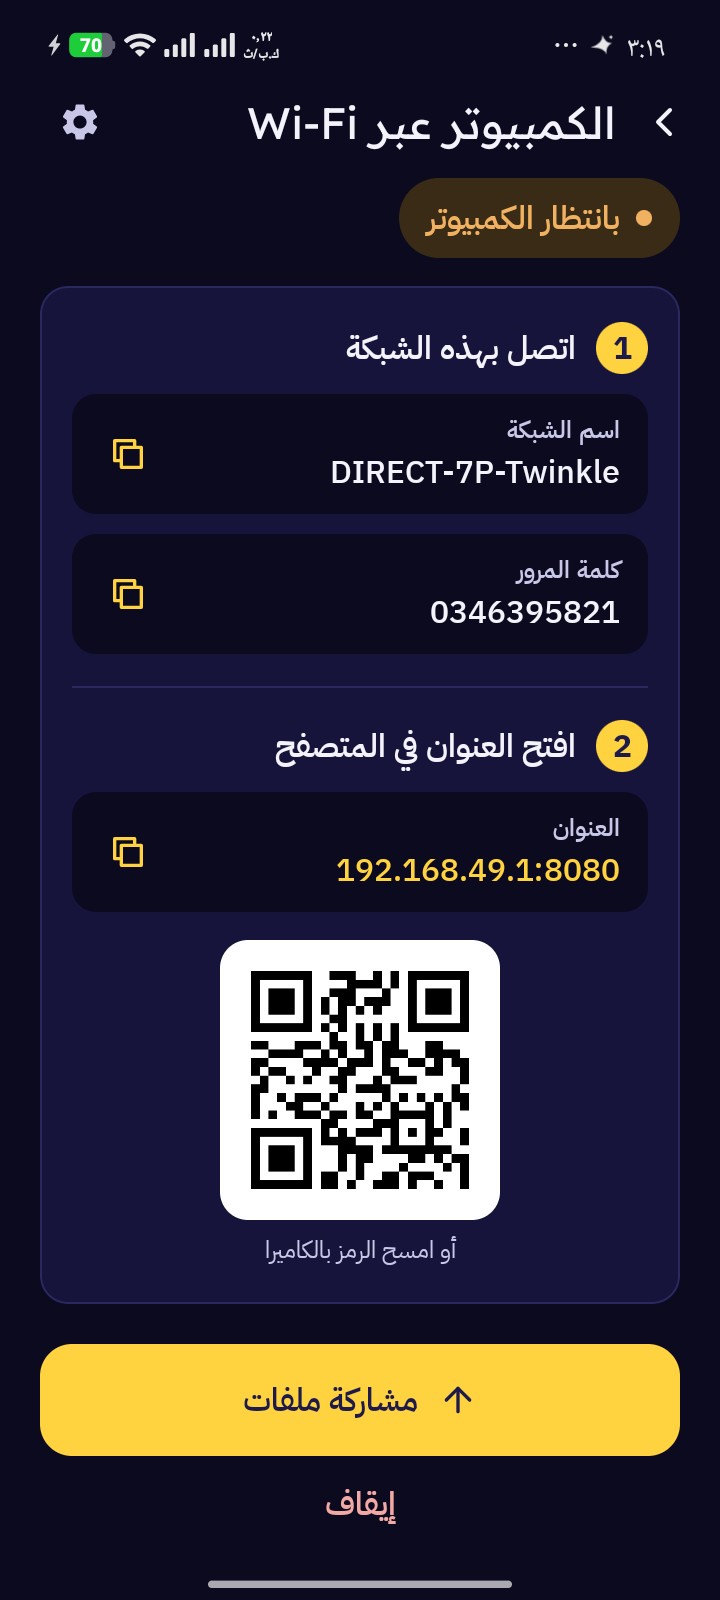 ٣:١٩
٠,٢٢
ك.ب/ث
70
الكمبيوتر عبر Wi-Fi
بانتظار الكمبيوتر
1 اتصل بهذه الشبكة
اسم الشبكة
DIRECT-7P-Twinkle
كلمة المرور
0346395821
2 افتح العنوان في المتصفح
العنوان
192.168.49.1:8080
أو امسح الرمز بالكاميرا
مشاركة ملفات
إيقاف